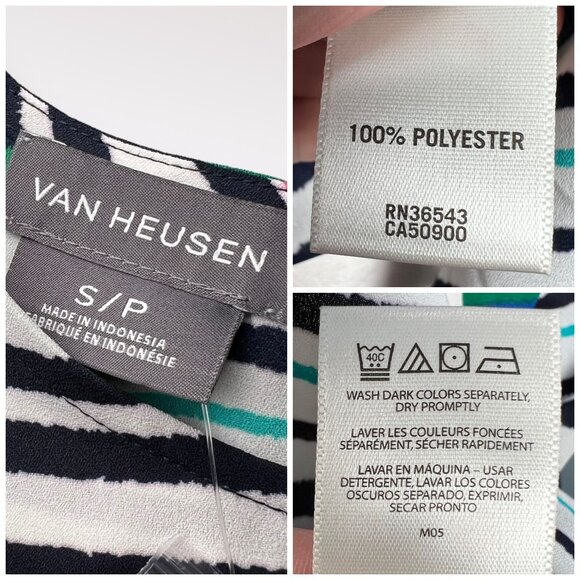 VAN HEUSEN
S/P
MADE IN INDONESIA
FABRIQUÉ EN INDONÉSIE
100% POLYESTER
RN36543
CA50900
40C
WASH DARK COLORS SEPARATELY,
DRY PROMPTLY
LAVER LES COULEURS FONCÉES
SÉPARÉMENT, SÉCHER RAPIDEMENT
LAVAR EN MÁQUINA - USAR
DETERGENTE, LAVAR LOS COLORES
OSCUROS SEPARADO, EXPRIMIR,
SECAR PRONTO
M05